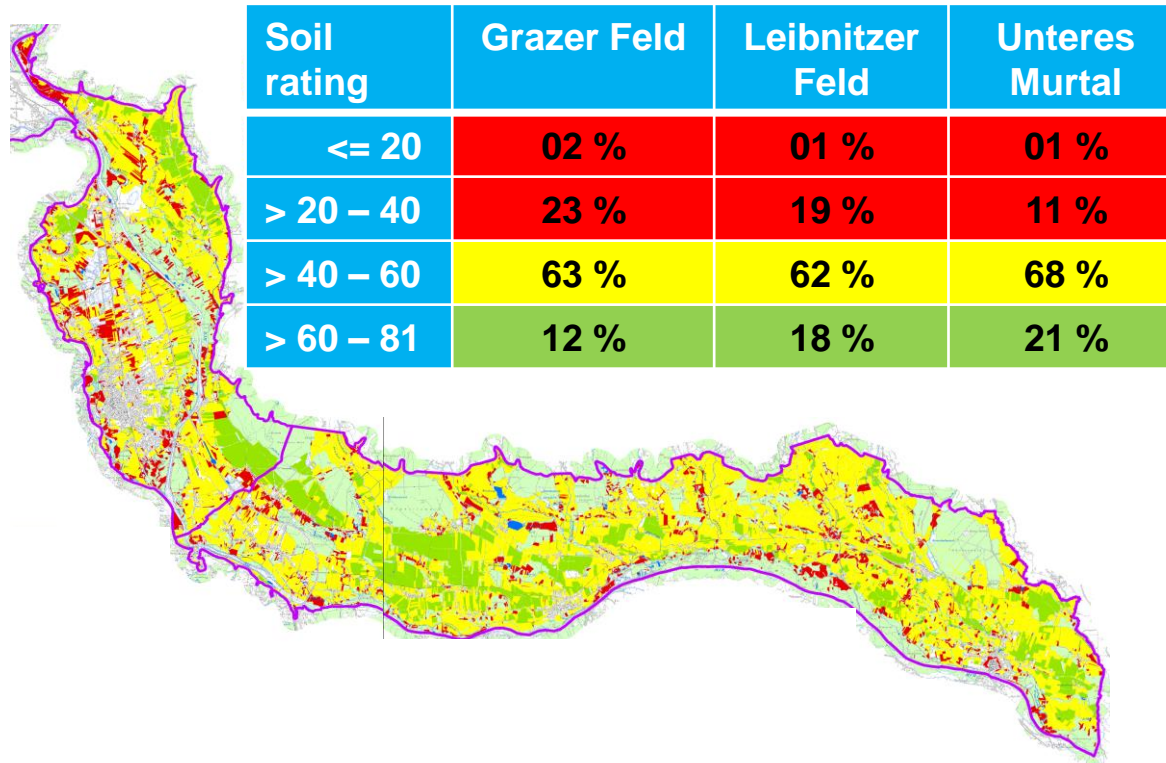 Soil rating Grazer Feld Leibnitzer Feld Unteres Murtal
<= 20 02 % 01 % 01 %
> 20 – 40 23 % 19 % 11 %
> 40 – 60 63 % 62 % 68 %
> 60 – 81 12 % 18 % 21 %